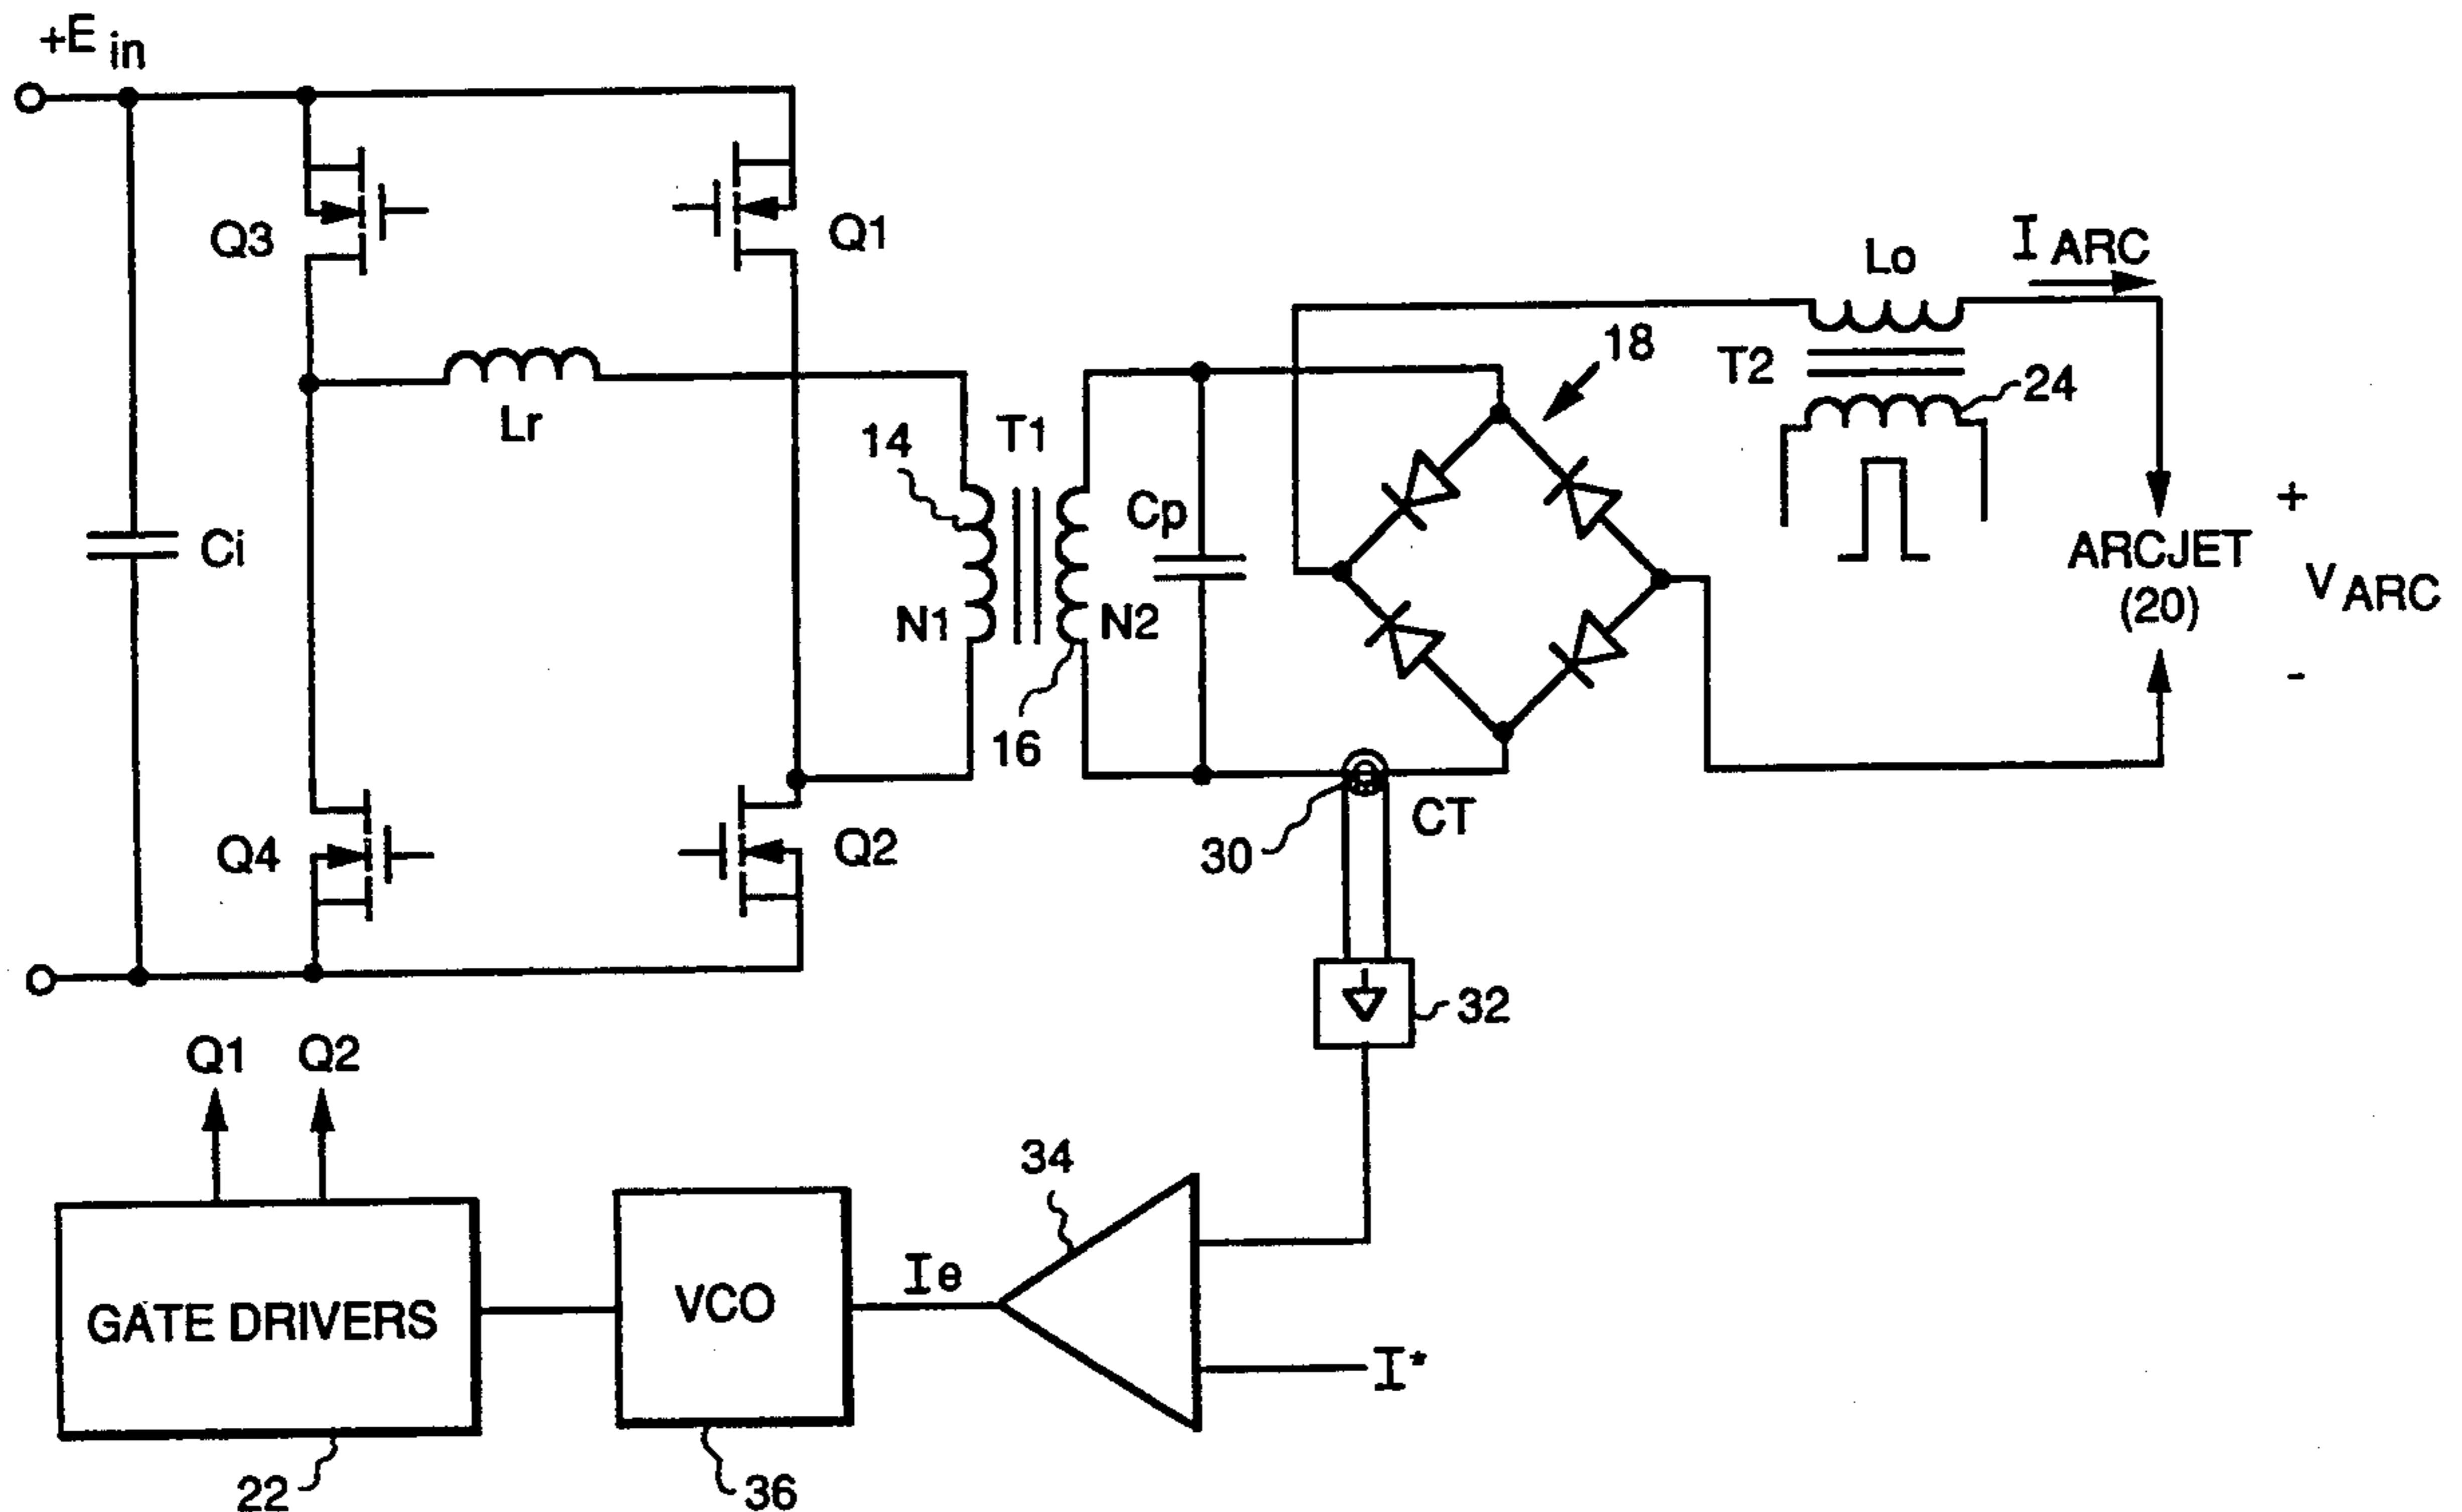 +E in
Q3
Q1
Lo
I ARC
Lr
14
T1
18
T2
24
Ci
Cp
N1
N2
ARCJET
(20)
+
V ARC
-
16
Q4
Q2
30
CT
32
Q1
Q2
34
GATE DRIVERS
VCO
Ie
I*
22
36